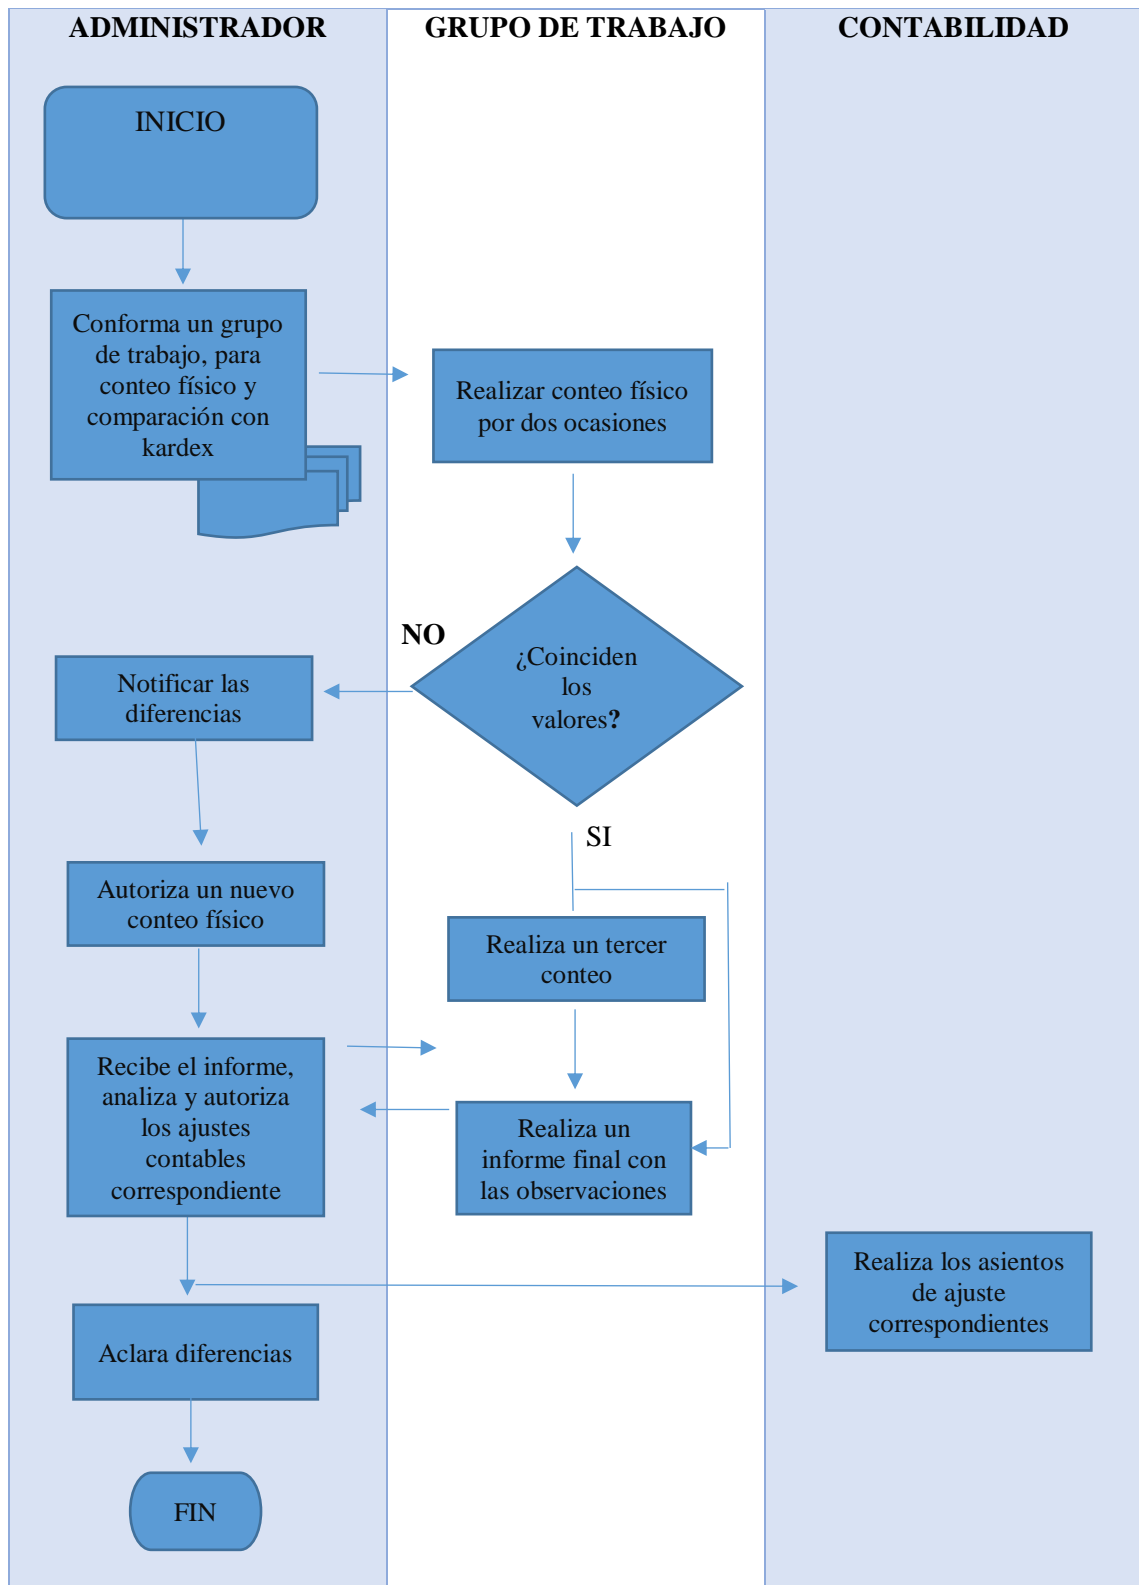 ADMINISTRADOR
GRUPO DE TRABAJO
CONTABILIDAD
INICIO
Conforma un grupo
de trabajo, para
conteo físico y
comparación con
kardex
Realizar conteo físico
por dos ocasiones
NO
¿Coinciden
los
valores?
Notificar las
diferencias
SI
Autoriza un nuevo
conteo físico
Realiza un tercer
conteo
Recibe el informe,
analiza y autoriza
los ajustes
contables
correspondiente
Realiza un
informe final con
las observaciones
Realiza los asientos
de ajuste
correspondientes
Aclara diferencias
FIN